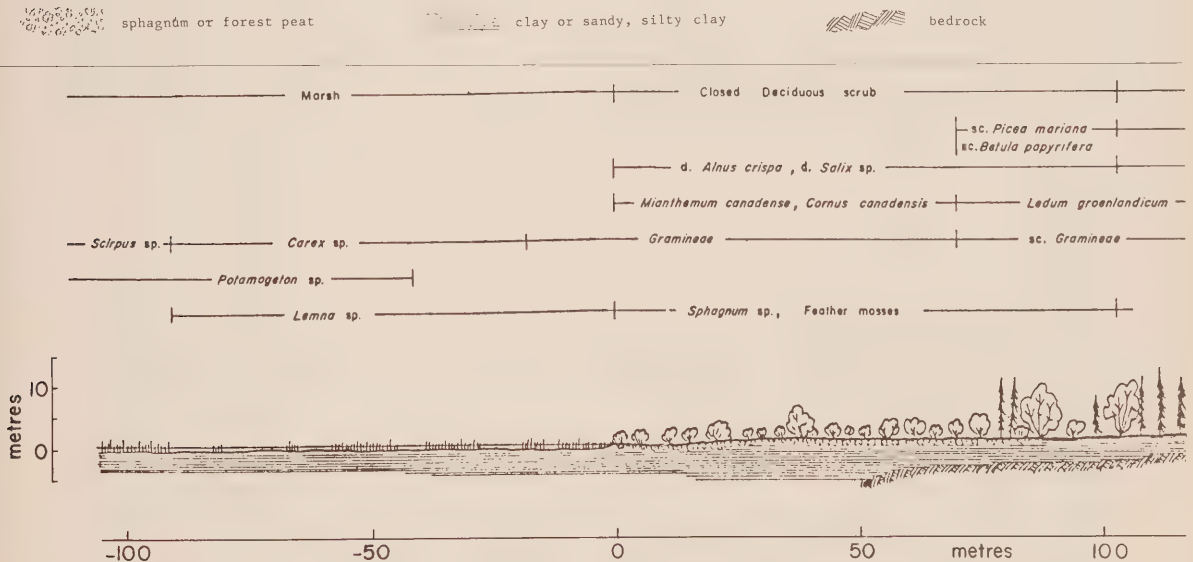 sphagnum or forest peat
clay or sandy, silty clay
bedrock
Marsh
Closed Deciduous scrub
sc. Picea mariana
sc. Betula papyrifera
d. Alnus crispa, d. Salix sp.
Mianthemum canadense, Cornus canadensis
Ledum groenlandicum
Scirpus sp.
Carex sp.
Gramineae
sc. Gramineae
Potamogeton sp.
Lemna sp.
Sphagnum sp., Feather mosses
metres
10
0
-100
-50
0
50
metres
100